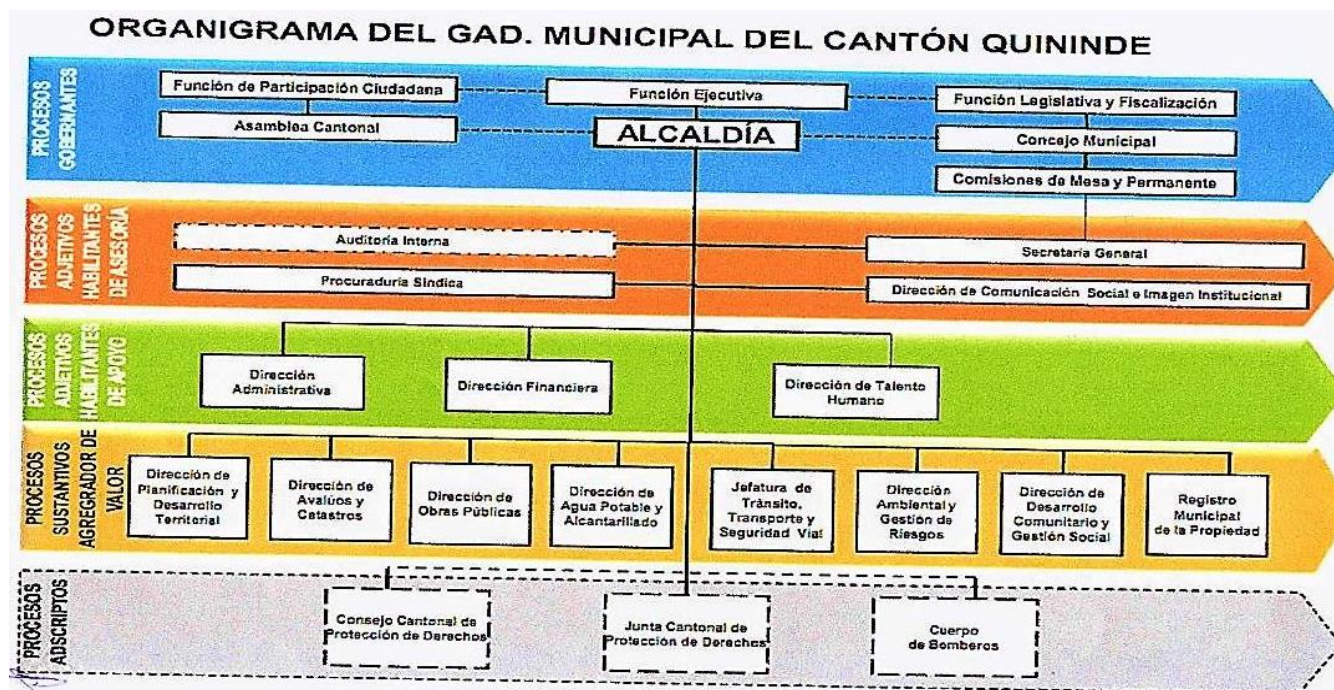 ORGANIGRAMA DEL GAD. MUNICIPAL DEL CANTÓN QUININDE
PROCESOS
GOBERNANTES
Función de Participación Ciudadana
Función Ejecutiva
Función Legislativa y Fiscalización
Asamblea Cantonal
ALCALDÍA
Concejo Municipal
Comisiones de Mesa y Permanente
PROCESOS
ADJETIVOS
HABILITANTES
DE ASESORÍA
Auditoría Interna
Secretaría General
Procuraduría Síndica
Dirección de Comunicación Social e Imagen Institucional
PROCESOS
ADJETIVOS
HABILITANTES
DE APOYO
Dirección
Administrativa
Dirección Financiera
Dirección de Talento
Humano
PROCESOS
SUSTANTIVOS
AGREGRADOR DE
VALOR
Dirección de
Planificación y
Desarrollo
Territorial
Dirección de
Avalúos y
Catastros
Dirección de
Obras Públicas
Dirección de
Agua Potable y
Alcantarillado
Jefatura de
Trànsito,
Transporte y
Seguridad Vial
Dirección
Ambiental y
Gestión de
Riesgos
Dirección de
Desarrollo
Comunitario y
Gestión Social
Registro
Municipal
de la Propiedad
PROCESOS
ADSCRIPTOS
Consejo Cantonal de
Protección de Derechos
Junta Cantonal de
Protección de Derechos
Cuerpo
de Bomberos